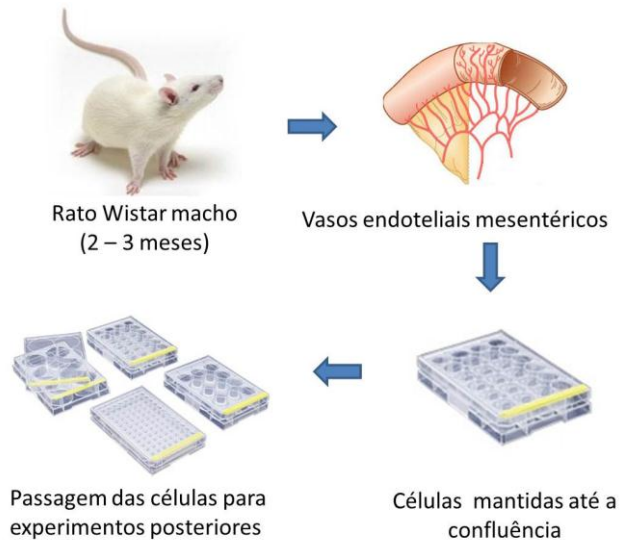 Rato Wistar macho
(2 – 3 meses)
Vasos endoteliais mesentéricos
Células mantidas até a
confluência
Passagem das células para
experimentos posteriores